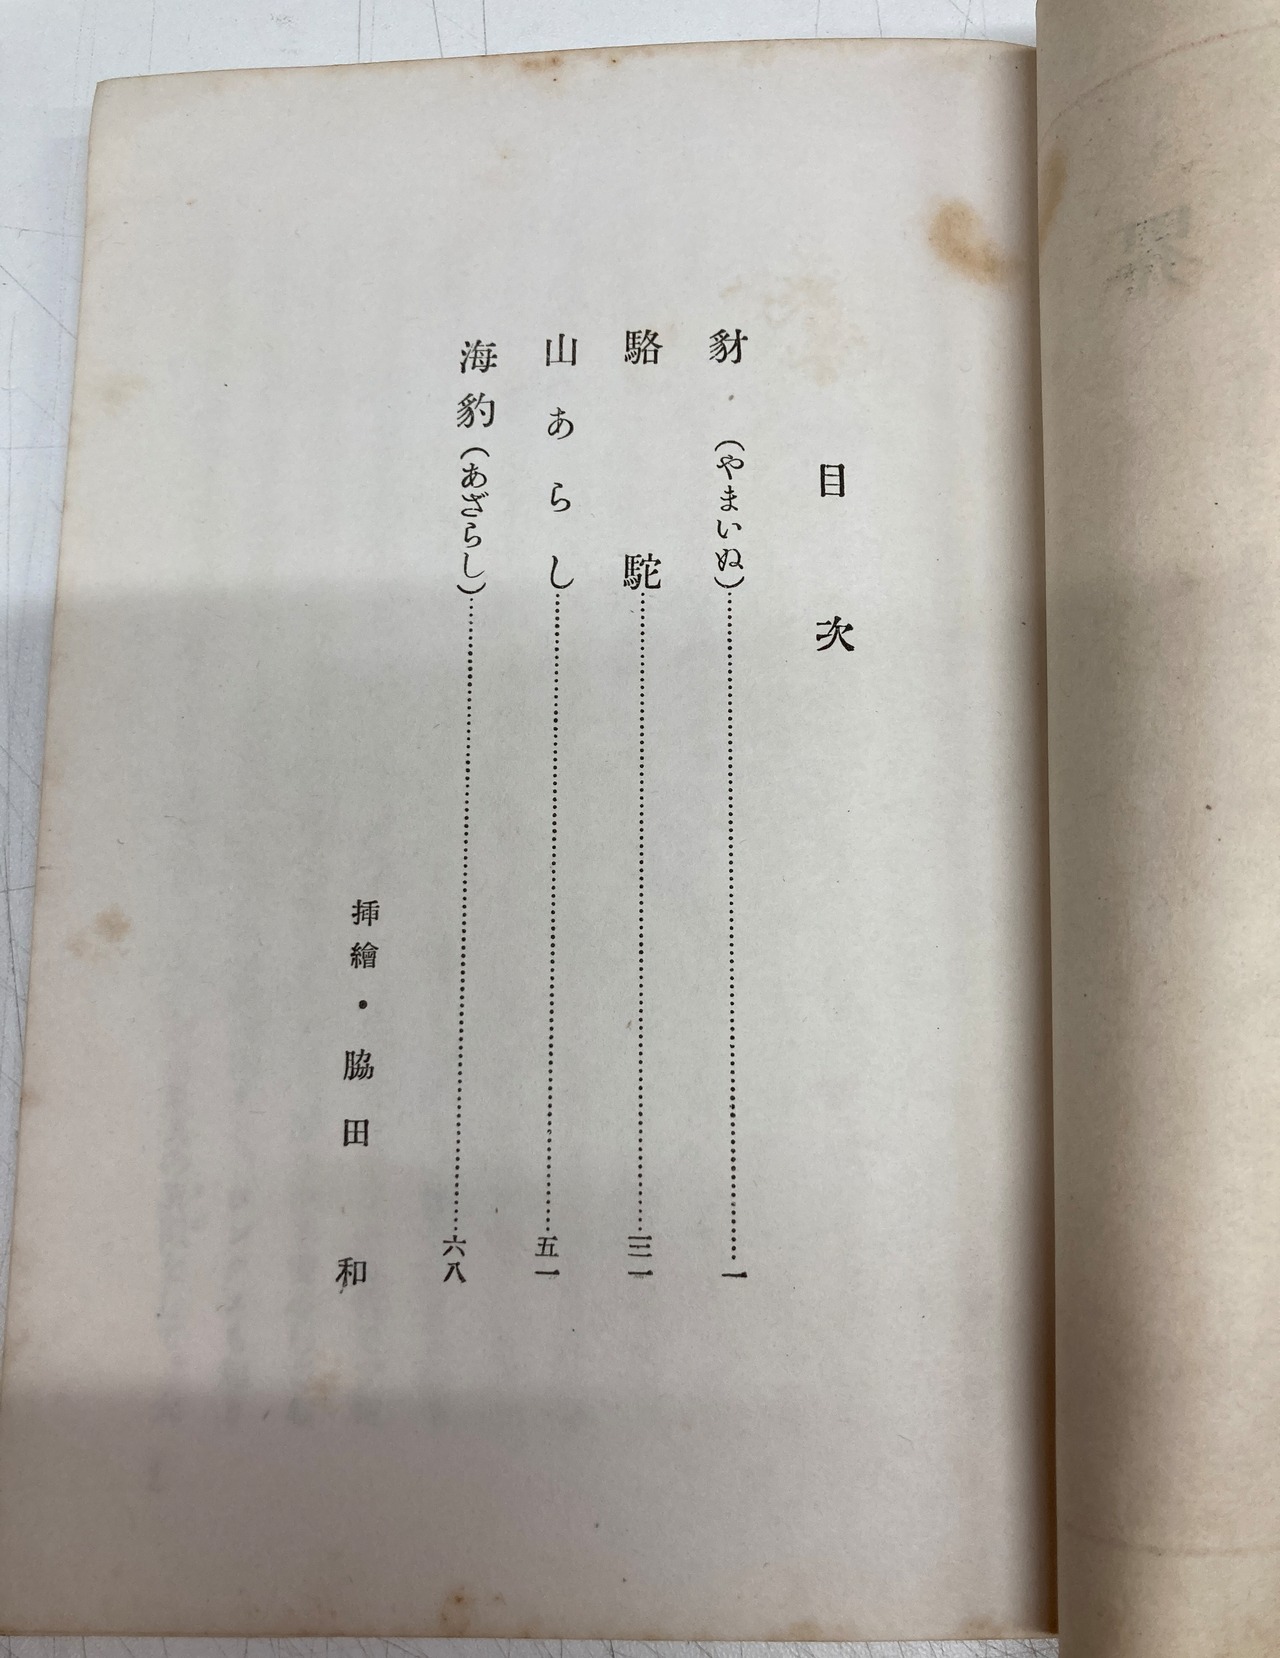 目次
豺(やまいぬ)……一
駱駝……三一
山あらし……五一
海豹(あざらし)……六八
挿繪・脇田和